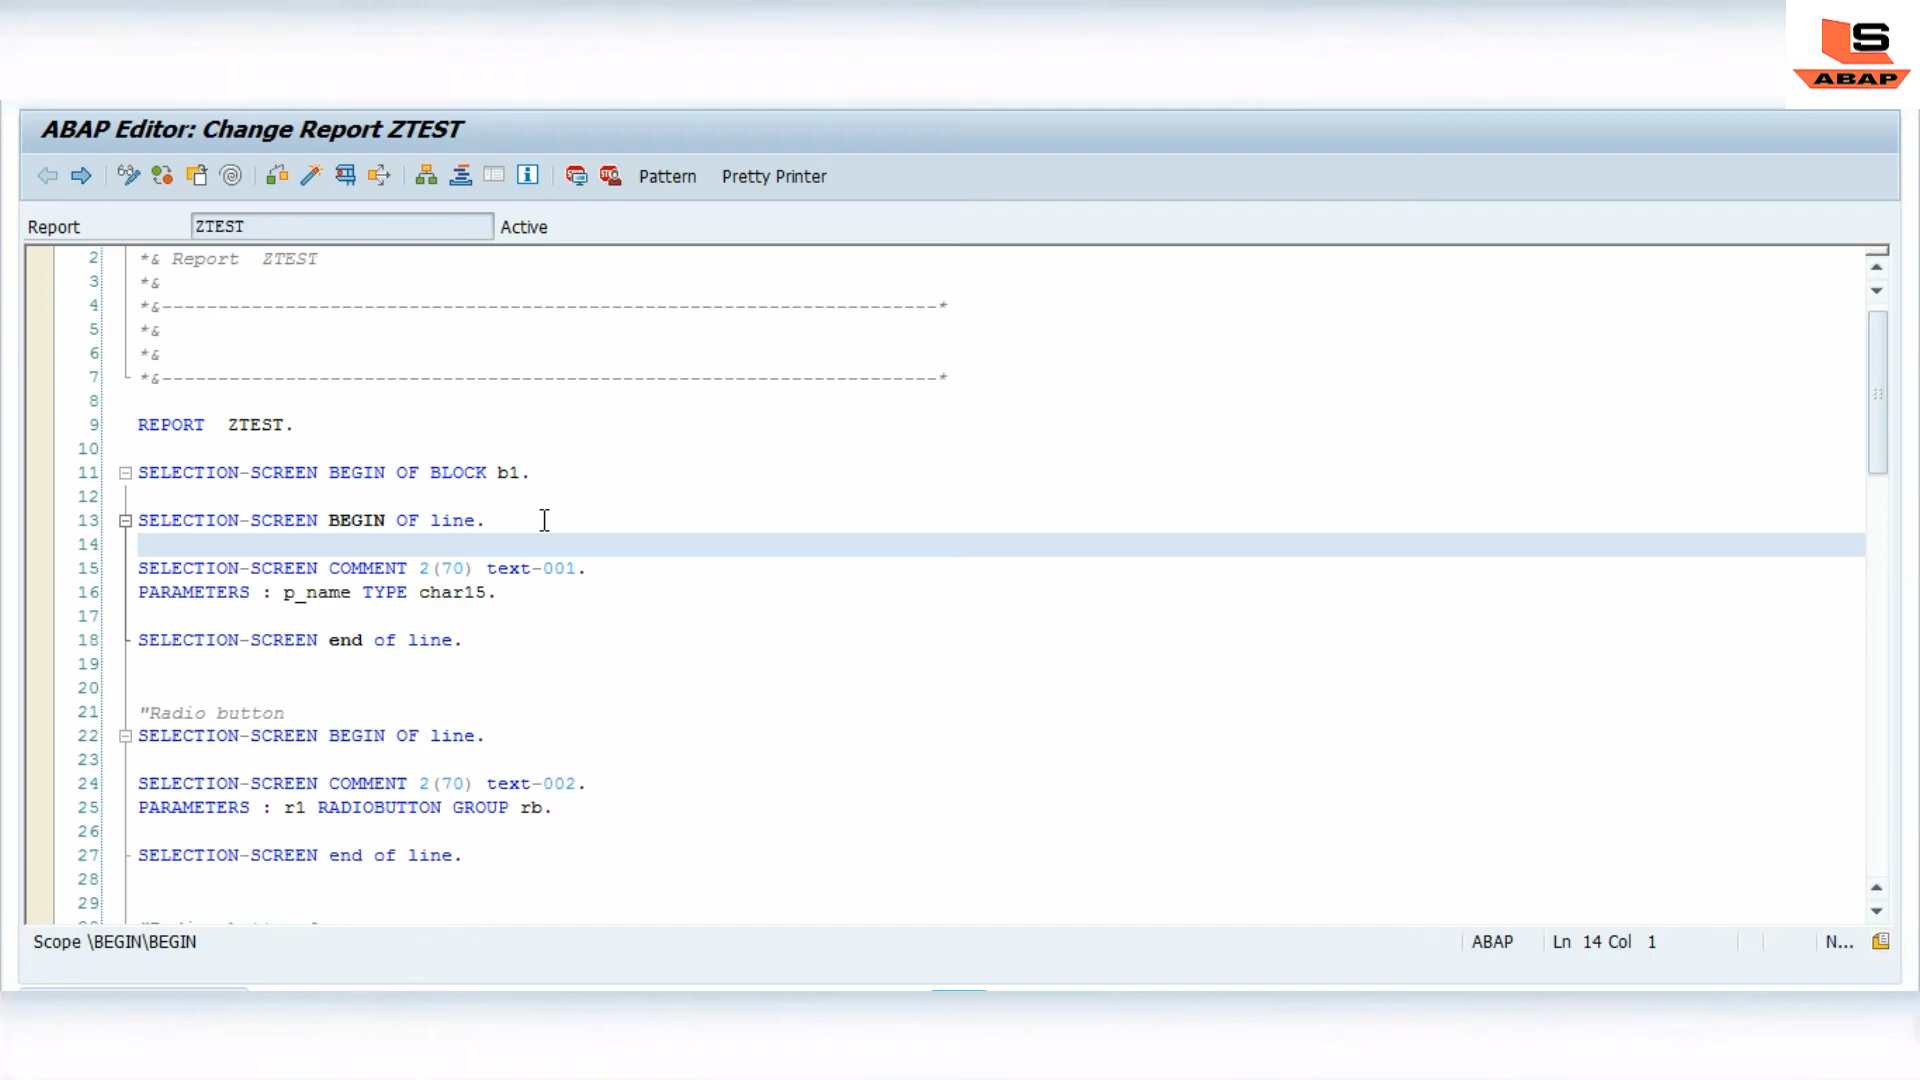 S
ABAP
ABAP Editor: Change Report ZTEST
Pattern Pretty Printer
Report ZTEST Active
2 *& Report  ZTEST
3 *&
4 *&---------------------------------------------------------------------*
5 *&
6 *&
7 *&---------------------------------------------------------------------*
8
9 REPORT  ZTEST.
10
11 SELECTION-SCREEN BEGIN OF BLOCK b1.
12
13 SELECTION-SCREEN BEGIN OF line.
14
15 SELECTION-SCREEN COMMENT 2(70) text-001.
16 PARAMETERS : p_name TYPE char15.
17
18 SELECTION-SCREEN end of line.
19
20
21 "Radio button
22 SELECTION-SCREEN BEGIN OF line.
23
24 SELECTION-SCREEN COMMENT 2(70) text-002.
25 PARAMETERS : r1 RADIOBUTTON GROUP rb.
26
27 SELECTION-SCREEN end of line.
28
29
Scope \BEGIN\BEGIN ABAP Ln 14 Col 1 N...